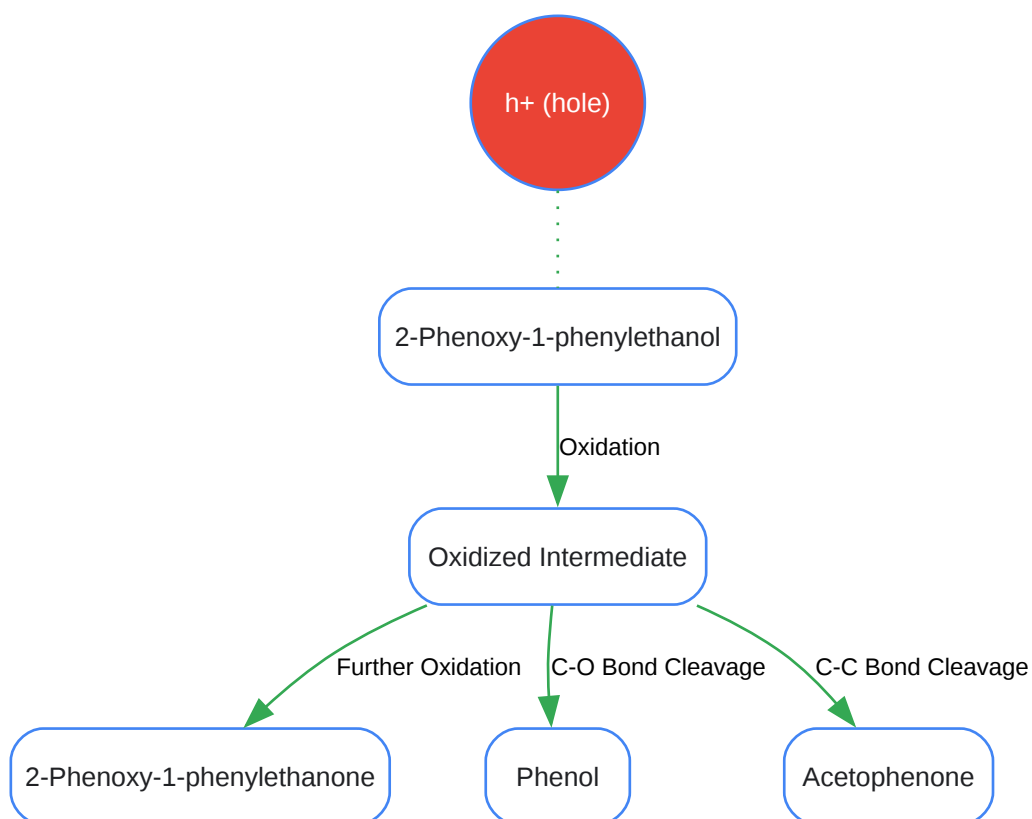 h+ (hole)
2-Phenoxy-1-phenylethanol
Oxidation
Oxidized Intermediate
Further Oxidation
C-O Bond Cleavage
C-C Bond Cleavage
2-Phenoxy-1-phenylethanone
Phenol
Acetophenone